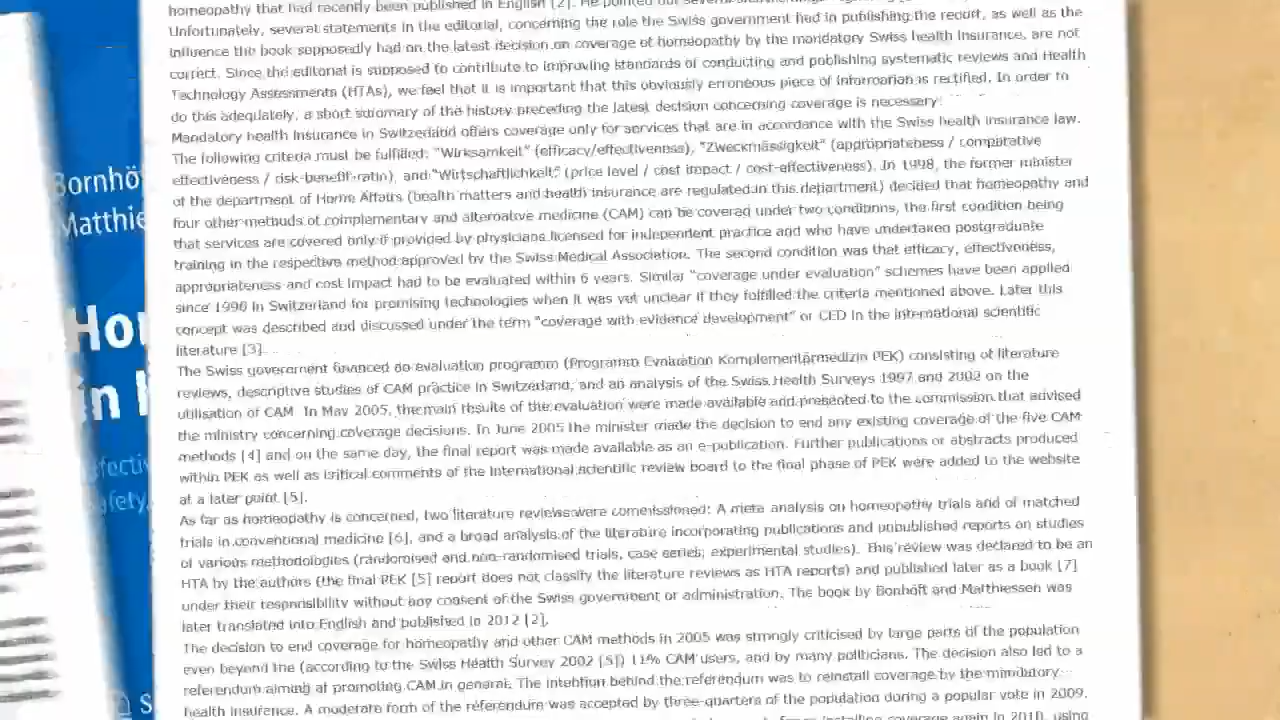 homeopathy that had recently been published in English [2]. He pointed out
Unfortunately, several statements in the editorial, concerning the role the Swiss government had in publishing the report, as well as the
influence the book supposedly had on the latest decision on coverage of homeopathy by the mandatory Swiss health insurance, are not
correct. Since the editorial is supposed to contribute to improving standards of conducting and publishing systematic reviews and Health
Technology Assessments (HTAs), we feel that it is important that this obviously erroneous piece of information is rectified. In order to
do this adequately, a short summary of the history preceding the latest decision concerning coverage is necessary:
Mandatory health insurance in Switzerland offers coverage only for services that are in accordance with the Swiss health insurance law.
The following criteria must be fulfilled: "Wirksamkeit" (efficacy/effectiveness), "Zweckmässigkeit" (appropriateness / comparative
effectiveness / risk-benefit-ratio), and "Wirtschaftlichkeit" (price level / cost impact / cost-effectiveness). In 1998, the former minister
of the department of Home Affairs (health matters and health insurance are regulated in this department) decided that homeopathy and
four other methods of complementary and alternative medicine (CAM) can be covered under two conditions, the first condition being
that services are covered only if provided by physicians licensed for independent practice and who have undertaken postgraduate
training in the respective method approved by the Swiss Medical Association. The second condition was that efficacy, effectiveness,
appropriateness and cost impact had to be evaluated within 6 years. Similar "coverage under evaluation" schemes have been applied
since 1996 in Switzerland for promising technologies when it was yet unclear if they fulfilled the criteria mentioned above. Later this
concept was described and discussed under the term "coverage with evidence development" or CED in the international scientific
literature [3].
The Swiss government financed an evaluation programm (Programm Evaluation Komplementärmedizin PEK) consisting of literature
reviews, descriptive studies of CAM practice in Switzerland, and an analysis of the Swiss Health Surveys 1997 and 2002 on the
utilisation of CAM. In May 2005, the main results of the evaluation were made available and presented to the commission that advised
the ministry concerning coverage decisions. In June 2005 the minister made the decision to end any existing coverage of the five CAM
methods [4] and on the same day, the final report was made available as an e-publication. Further publications or abstracts produced
within PEK as well as critical comments of the international scientific review board to the final phase of PEK were added to the website
at a later point [5].
As far as homeopathy is concerned, two literature reviews were comissioned: A meta analysis on homeopathy trials and of matched
trials in conventional medicine [6], and a broad analysis of the literature incorporating publications and unpublished reports on studies
of various methodologies (randomised and non-randomised trials, case series, experimental studies). This review was declared to be an
HTA by the authors (the final PEK [5] report does not classify the literature reviews as HTA reports) and published later as a book [7]
under their responsibility without any consent of the Swiss government or administration. The book by Bonhöft and Matthiessen was
later translated into English and published in 2012 [2].
The decision to end coverage for homeopathy and other CAM methods in 2005 was strongly criticised by large parts of the population
even beyond the (according to the Swiss Health Survey 2002 [5]) 11% CAM users, and by many politicians. The decision also led to a
referendum aiming at promoting CAM in general. The intention behind the referendum was to reinstall coverage by the mandatory
health insurance. A moderate form of the referendum was accepted by three-quarters of the population during a popular vote in 2009.
coverage again in 2010, using
Bornhö
Matthie
Hor
in
fectiv
afety,